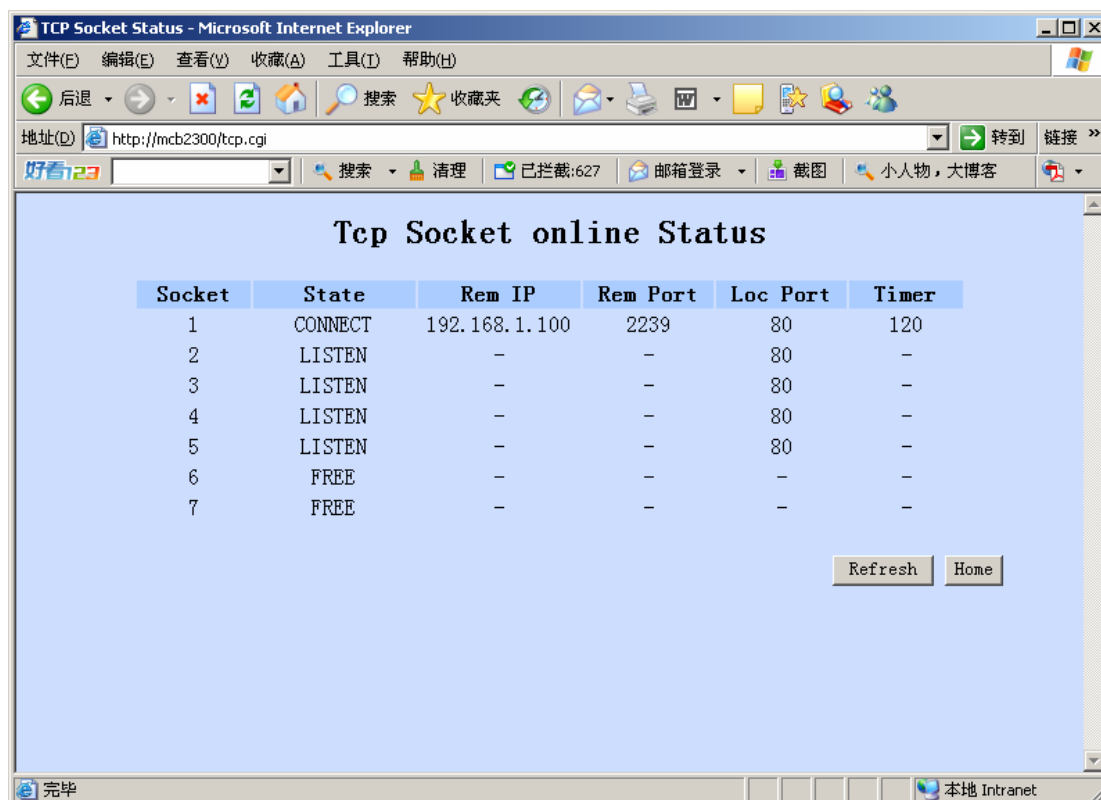 TCP Socket Status - Microsoft Internet Explorer
文件(F) 编辑(E) 查看(V) 收藏(A) 工具(T) 帮助(H)
后退 搜索 收藏夹
地址(D) http://mcb2300/tcp.cgi 转到 链接 »
好看123 搜索 清理 已拦截:627 邮箱登录 截图 小人物，大博客
Tcp Socket online Status
Socket State Rem IP Rem Port Loc Port Timer
1 CONNECT 192.168.1.100 2239 80 120
2 LISTEN - - 80 -
3 LISTEN - - 80 -
4 LISTEN - - 80 -
5 LISTEN - - 80 -
6 FREE - - - -
7 FREE - - - -
Refresh Home
完毕 本地 Intranet